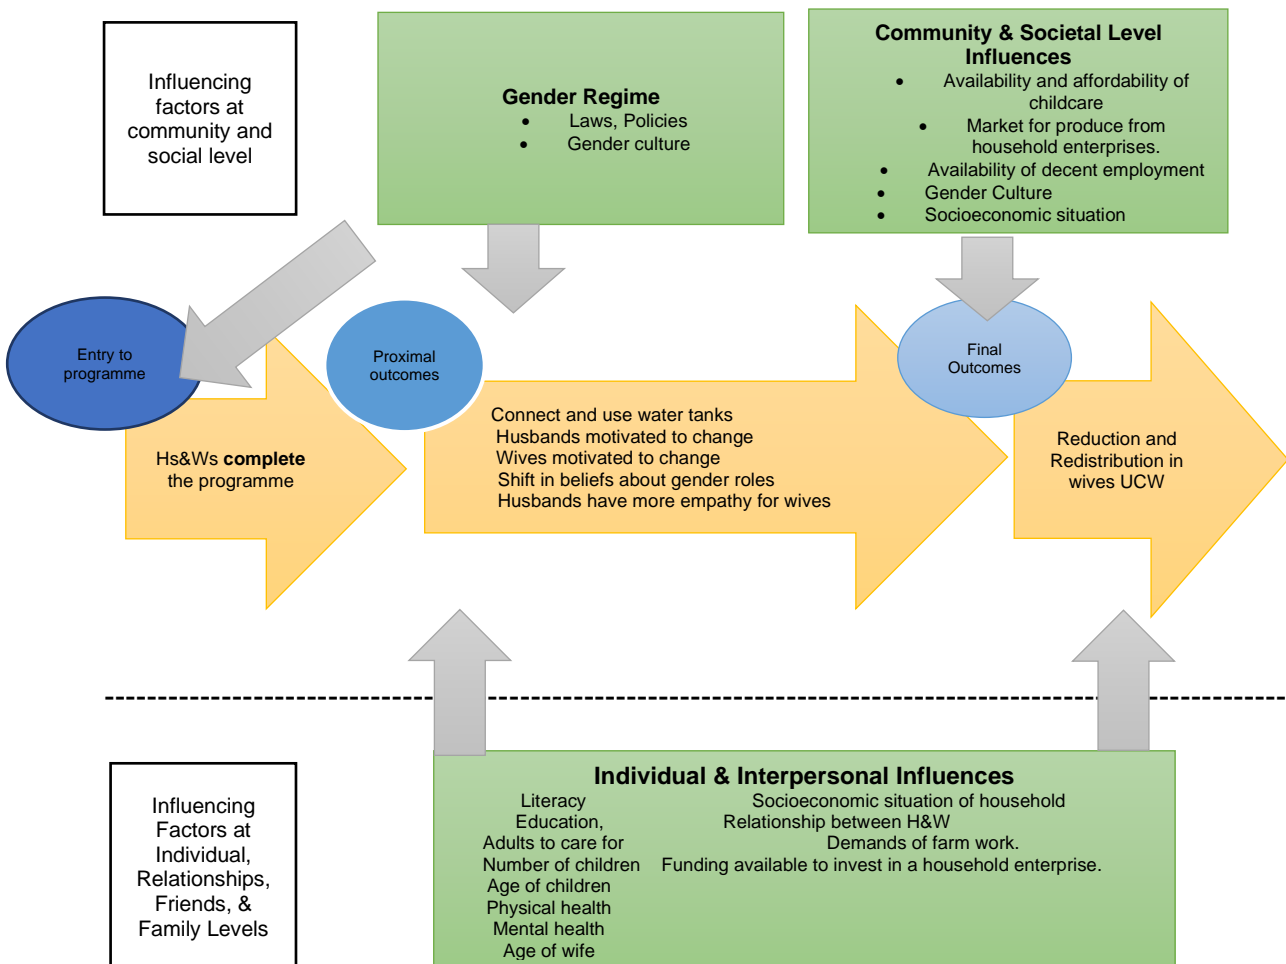 Influencing
factors at
community and
social level
Gender Regime
• Laws, Policies
• Gender culture
Community & Societal Level
Influences
• Availability and affordability of
childcare
• Market for produce from
household enterprises.
• Availability of decent employment
• Gender Culture
• Socioeconomic situation
Entry to
programme
Proximal
outcomes
Final
Outcomes
Hs&Ws complete
the programme
Connect and use water tanks
Husbands motivated to change
Wives motivated to change
Shift in beliefs about gender roles
Husbands have more empathy for wives
Reduction and
Redistribution in
wives UCW
Influencing
Factors at
Individual,
Relationships,
Friends, &
Family Levels
Individual & Interpersonal Influences
Literacy Socioeconomic situation of household
Education, Relationship between H&W
Adults to care for Demands of farm work.
Number of children Funding available to invest in a household enterprise.
Age of children
Physical health
Mental health
Age of wife